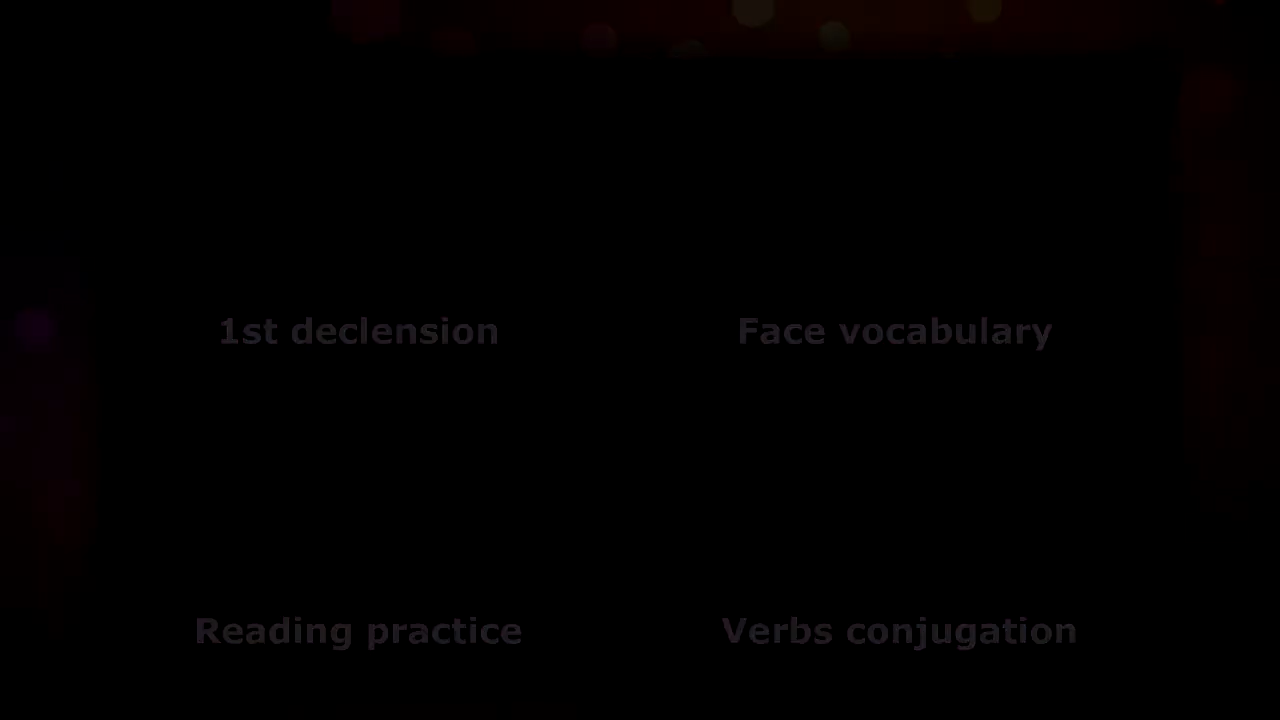 1st declension
Face vocabulary
Reading practice
Verbs conjugation